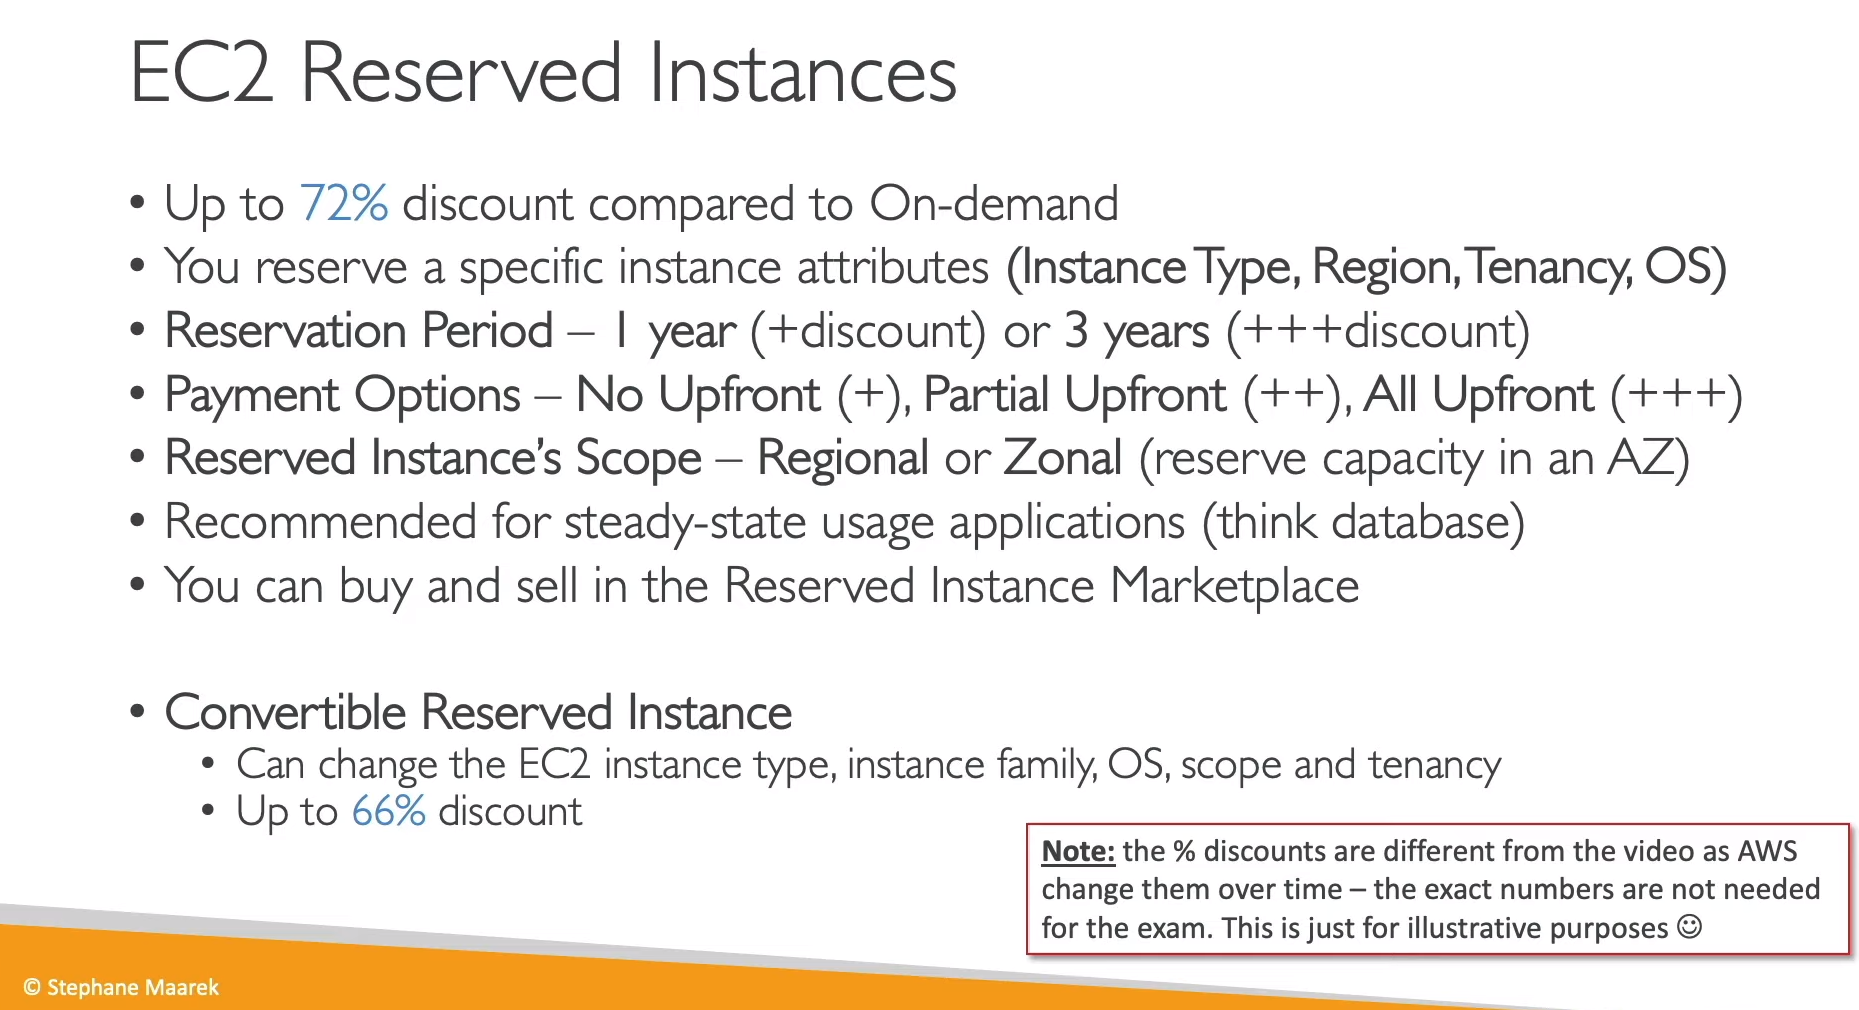 EC2 Reserved Instances
• Up to 72% discount compared to On-demand
• You reserve a specific instance attributes (Instance Type, Region, Tenancy, OS)
• Reservation Period – 1 year (+discount) or 3 years (+++discount)
• Payment Options – No Upfront (+), Partial Upfront (++), All Upfront (+++)
• Reserved Instance’s Scope – Regional or Zonal (reserve capacity in an AZ)
• Recommended for steady-state usage applications (think database)
• You can buy and sell in the Reserved Instance Marketplace
• Convertible Reserved Instance
• Can change the EC2 instance type, instance family, OS, scope and tenancy
• Up to 66% discount
Note: the % discounts are different from the video as AWS
change them over time – the exact numbers are not needed
for the exam. This is just for illustrative purposes ☺
© Stephane Maarek